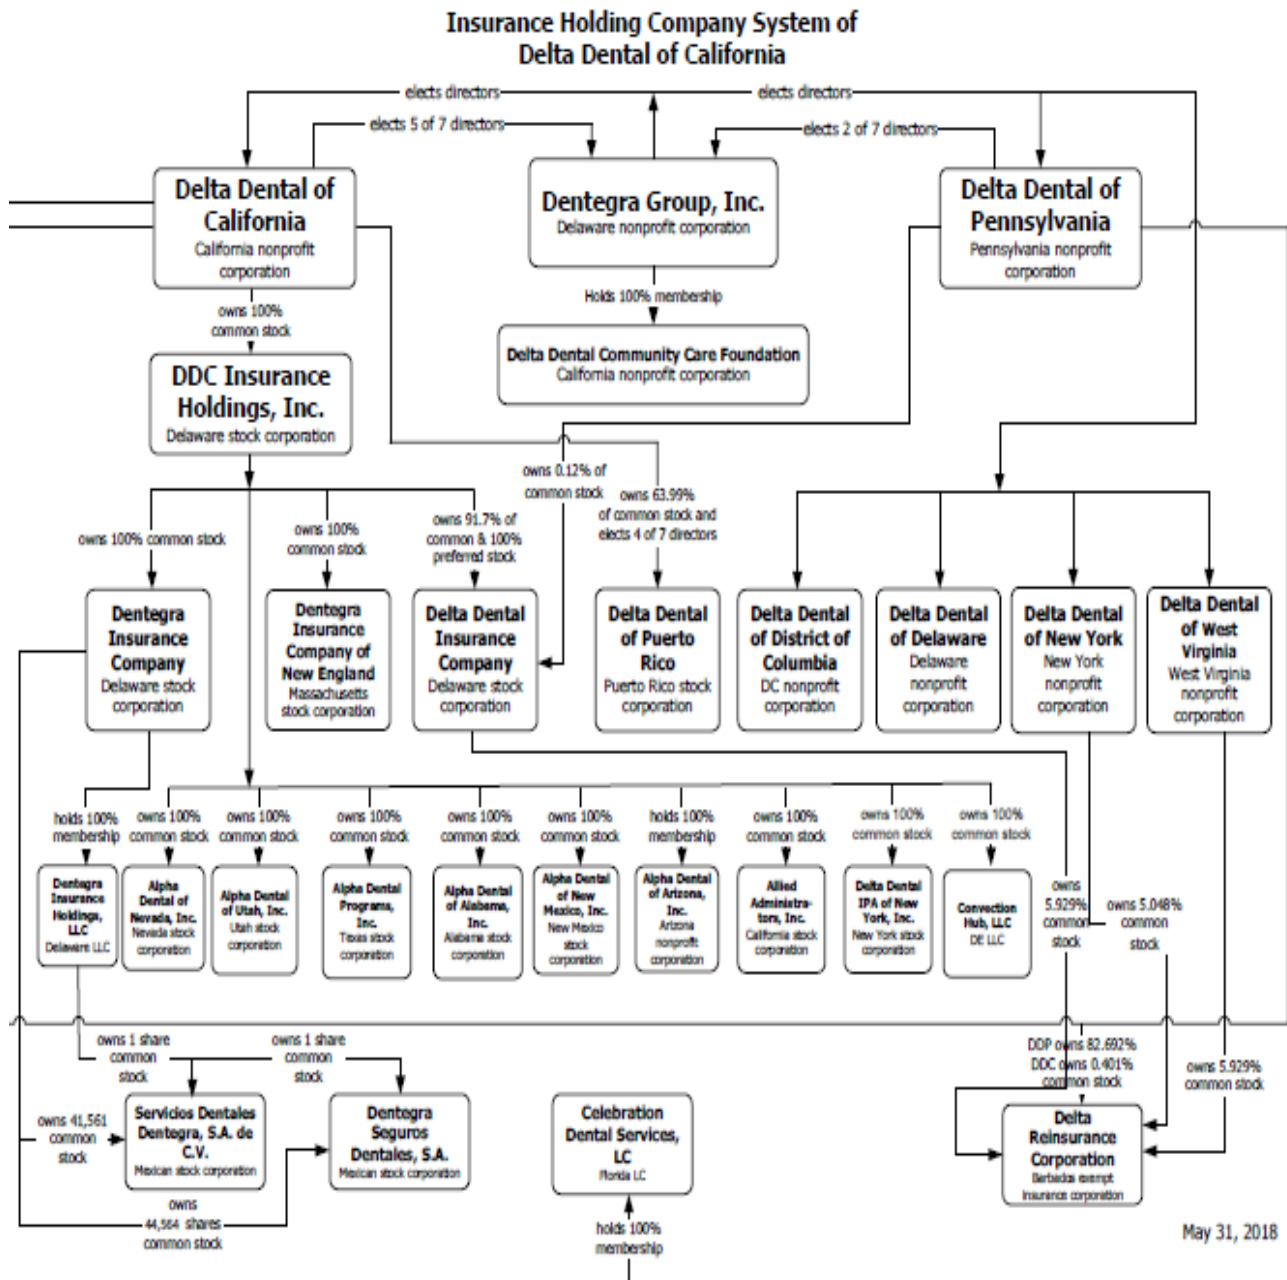 Insurance Holding Company System of
Delta Dental of California
elects directors
elects directors
elects 5 of 7 directors
elects 2 of 7 directors
Delta Dental of
California
California nonprofit
corporation
Dentegra Group, Inc.
Delaware nonprofit corporation
Delta Dental of
Pennsylvania
Pennsylvania nonprofit
corporation
owns 100%
common stock
Holds 100% membership
Delta Dental Community Care Foundation
California nonprofit corporation
DDC Insurance
Holdings, Inc.
Delaware stock corporation
owns 0.12% of
common stock
owns 63.99%
of common stock and
elects 4 of 7 directors
owns 100% common stock
owns 100%
common stock
owns 91.7% of
common & 100%
preferred stock
Dentegra
Insurance
Company
Delaware stock
corporation
Dentegra
Insurance
Company of
New England
Massachusetts
stock corporation
Delta Dental
Insurance
Company
Delaware stock
corporation
Delta Dental
of Puerto
Rico
Puerto Rico stock
corporation
Delta Dental
of District of
Columbia
DC nonprofit
corporation
Delta Dental
of Delaware
Delaware
nonprofit
corporation
Delta Dental
of New York
New York
nonprofit
corporation
Delta Dental
of West
Virginia
West Virginia
nonprofit
corporation
holds 100%
membership
owns 100%
common stock
owns 100%
common stock
owns 100%
common stock
owns 100%
common stock
owns 100%
common stock
holds 100%
membership
owns 100%
common stock
owns 100%
common stock
owns 100%
common stock
Dentegra
Insurance
Holdings,
LLC
Delaware LLC
Alpha
Dental of
Nevada, Inc.
Nevada stock
corporation
Alpha Dental
of Utah, Inc.
Utah stock
corporation
Alpha Dental
Programs,
Inc.
Texas stock
corporation
Alpha Dental
of Alabama,
Inc.
Alabama stock
corporation
Alpha Dental
of New
Mexico, Inc.
New Mexico
stock
corporation
Alpha Dental
of Arizona,
Inc.
Arizona
nonprofit
corporation
Allied
Administra-
tors, Inc.
California stock
corporation
Delta Dental
IPA of New
York, Inc.
New York stock
corporation
Convection
Hub, LLC
DE LLC
owns
5.929%
common
stock
owns 5.048%
common
stock
owns 1 share
common
stock
owns 1 share
common
stock
DDP owns 82.692%
DDC owns 0.401%
common stock
owns 5.929%
common stock
owns 41,561
common
stock
Servicios Dentales
Dentegra, S.A. de
C.V.
Mexican stock corporation
Dentegra
Seguros
Dentales, S.A.
Mexican stock corporation
Celebration
Dental Services,
LC
Florida LC
Delta
Reinsurance
Corporation
Barbados exempt
insurance corporation
owns
44,564 shares
common stock
holds 100%
membership
May 31, 2018